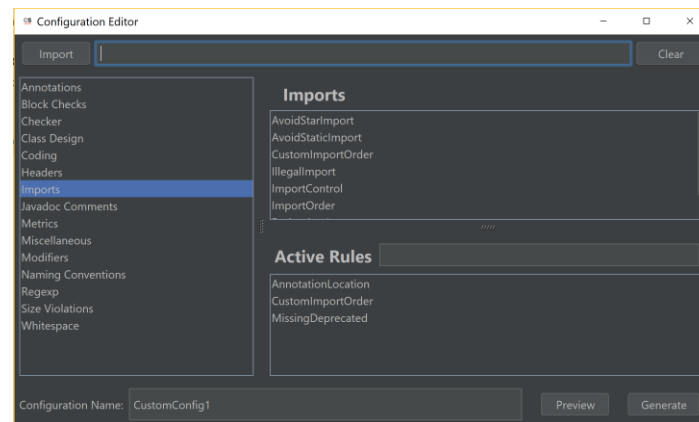 Configuration Editor
Import
Clear
Annotations
Block Checks
Checker
Class Design
Coding
Headers
Imports
Javadoc Comments
Metrics
Miscellaneous
Modifiers
Naming Conventions
Regexp
Size Violations
Whitespace
Imports
AvoidStarImport
AvoidStaticImport
CustomImportOrder
IllegalImport
ImportControl
ImportOrder
Active Rules
AnnotationLocation
CustomImportOrder
MissingDeprecated
Configuration Name: CustomConfig1
Preview
Generate